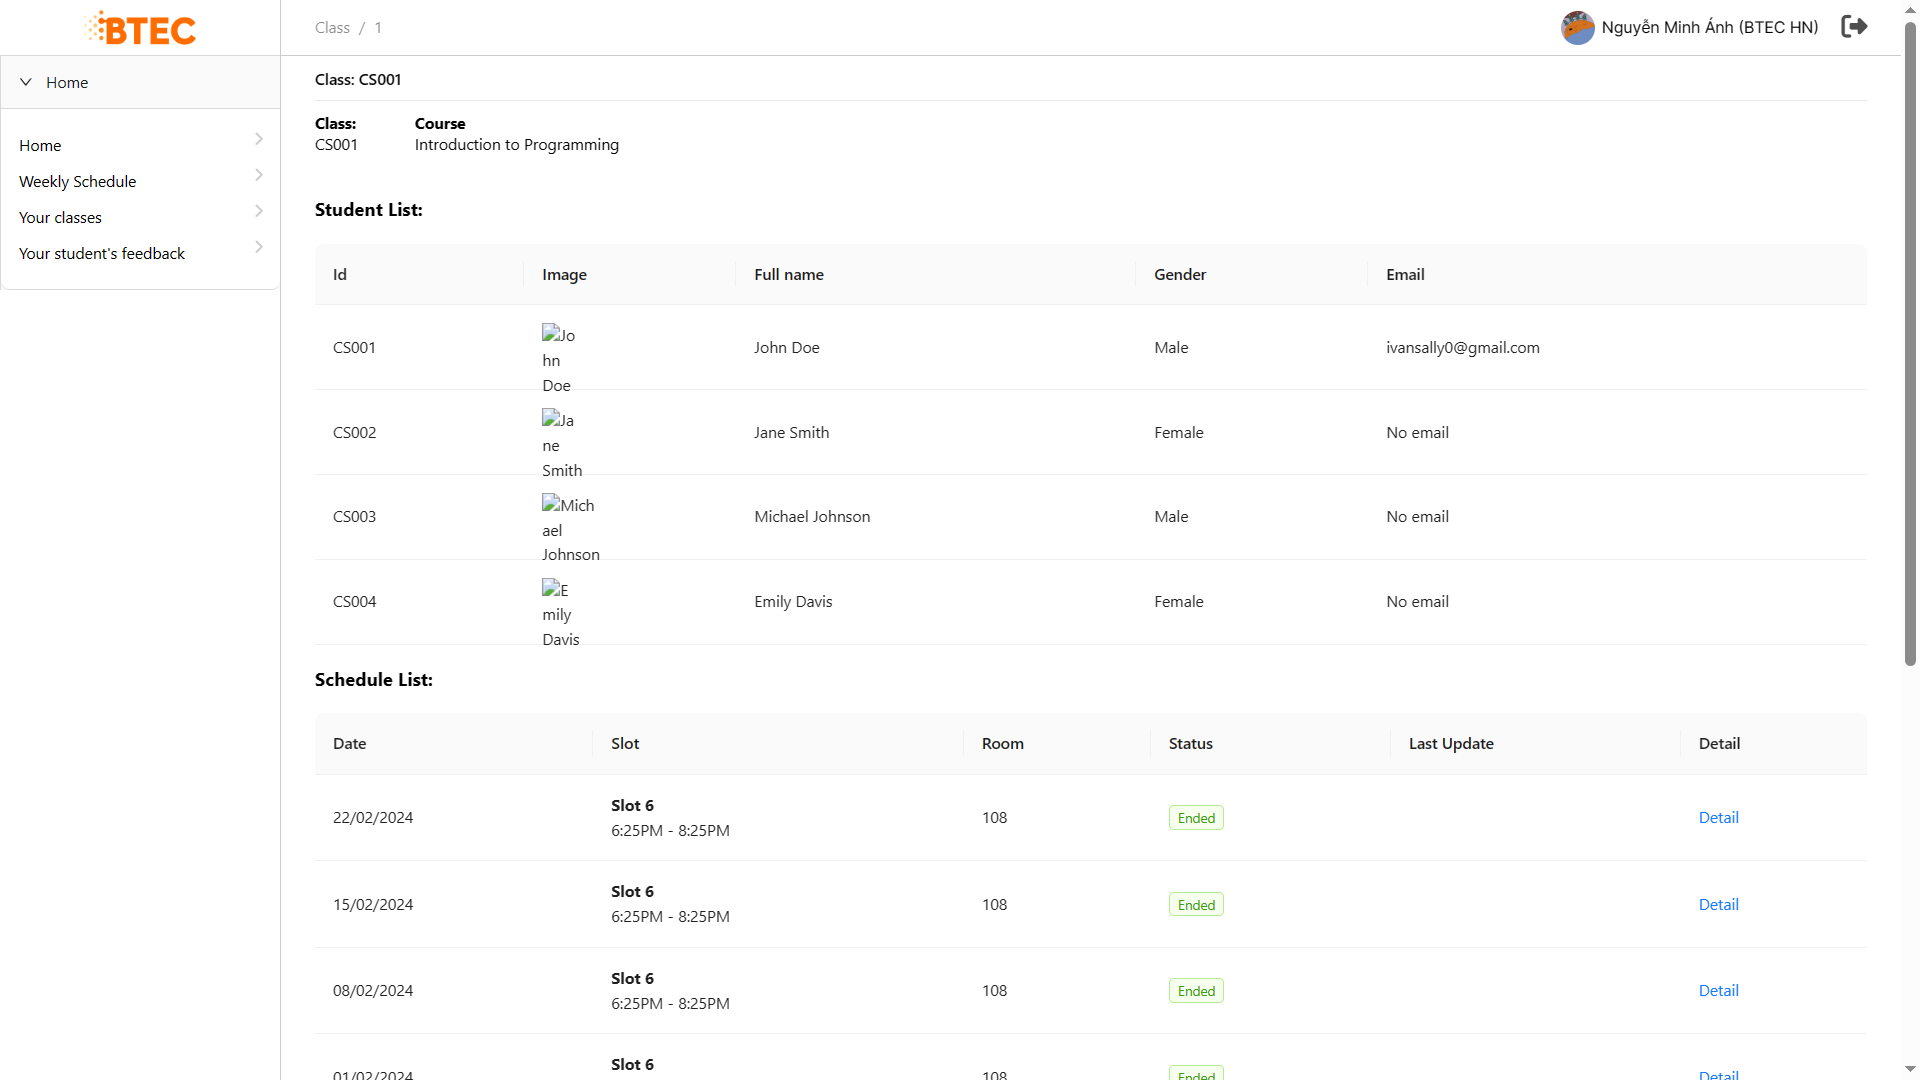 BTEC
Class / 1
Nguyễn Minh Ánh (BTEC HN)
Home
Home
Weekly Schedule
Your classes
Your student's feedback
Class: CS001
Class: Course
CS001 Introduction to Programming
Student List:
Id Image Full name Gender Email
CS001 John Doe John Doe Male ivansally0@gmail.com
CS002 Jane Smith Jane Smith Female No email
CS003 Michael Johnson Michael Johnson Male No email
CS004 Emily Davis Emily Davis Female No email
Schedule List:
Date Slot Room Status Last Update Detail
22/02/2024 Slot 6 108 Ended Detail
6:25PM - 8:25PM
15/02/2024 Slot 6 108 Ended Detail
6:25PM - 8:25PM
08/02/2024 Slot 6 108 Ended Detail
6:25PM - 8:25PM
Slot 6
01/02/2024 108 Ended Detail